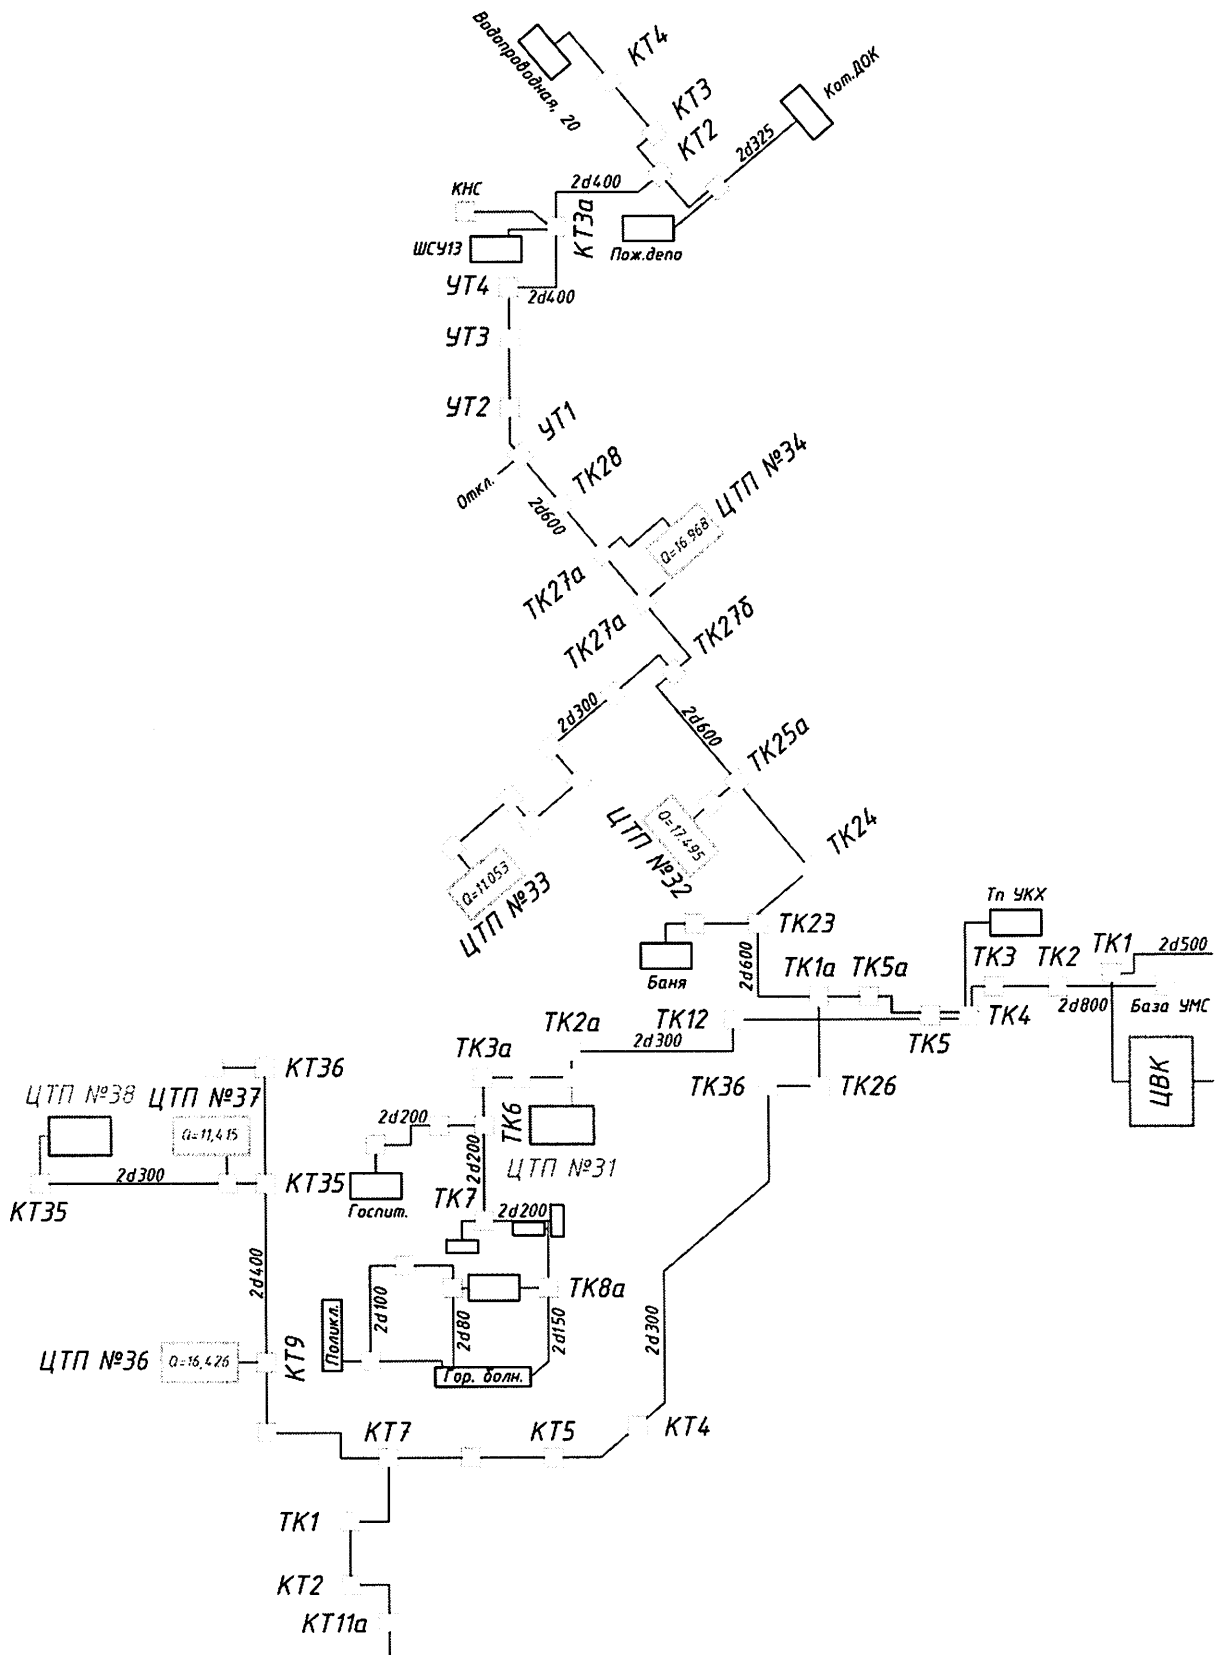 Водопроводная, 20
КТ4
КТ3
КТ2
Кот.ДОК
2d325
2d400
КНС
КТ3а
ШСУ13
Пож.депо
УТ4
2d400
УТ3
УТ2
УТ1
Откл.
ТК28
2d600
ЦТП №34
Q=16.968
ТК27а
ТК27а
ТК27б
2d300
2d600
ТК25а
ЦТП №32
Q=17.495
ТК24
Q=11.053
ЦТП №33
Тп УКХ
ТК23
Баня
2d600
ТК1а
ТК5а
ТК3
ТК2
ТК1
2d500
2d800
База УМС
ТК12
ТК5
ТК4
ТК2а
2d300
ТК3а
КТ36
ТК36
ТК26
ЦВК
ЦТП №38
ЦТП №37
Q=11,415
2d200
ТК6
2d200
ЦТП №31
2d300
КТ35
КТ35
Госпит.
ТК7
2d200
2d400
2d100
2d80
ТК8а
2d150
2d300
Поликл.
ЦТП №36
Q=16,426
КТ9
Гор. болн.
КТ7
КТ5
КТ4
ТК1
КТ2
КТ11а